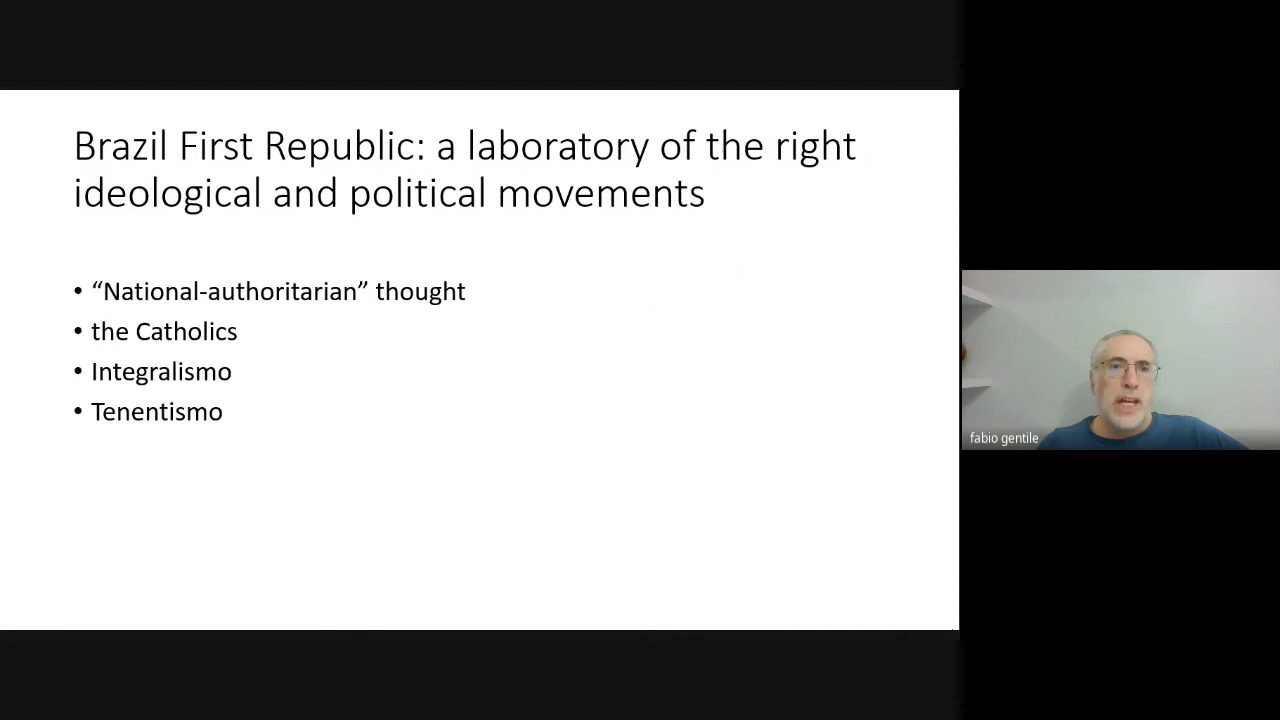 Brazil First Republic: a laboratory of the right
ideological and political movements
• “National-authoritarian” thought
• the Catholics
• Integralismo
• Tenentismo
fabio gentile